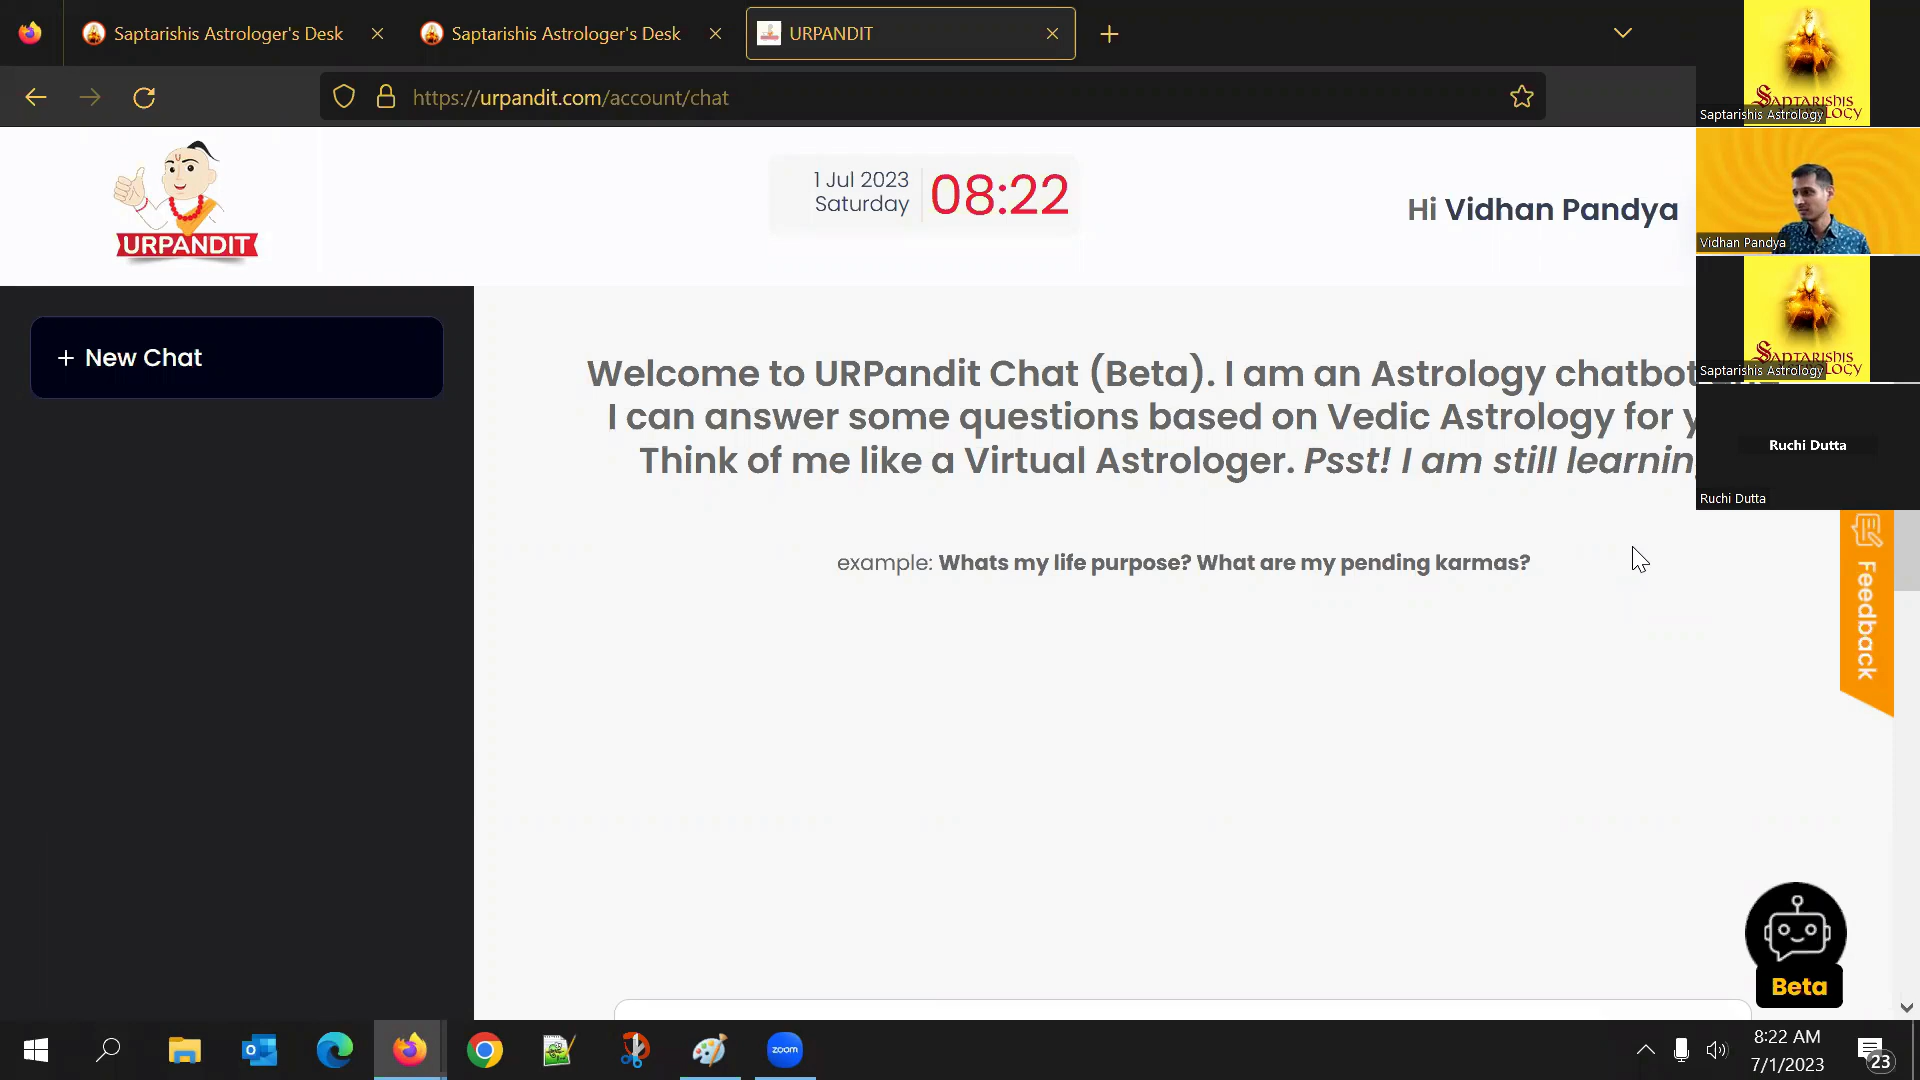 Saptarishis Astrologer's Desk
Saptarishis Astrologer's Desk
URPANDIT
https://urpandit.com/account/chat
URPANDIT
1 Jul 2023
Saturday
08:22
Hi Vidhan Pandya
SAPTARISHIS
Saptarishis Astrology
Vidhan Pandya
SAPTARISHIS
Saptarishis Astrology
Ruchi Dutta
Ruchi Dutta
+ New Chat
Welcome to URPandit Chat (Beta). I am an Astrology chatbot
I can answer some questions based on Vedic Astrology for
Think of me like a Virtual Astrologer. Psst! I am still
example: Whats my life purpose? What are my pending karmas?
Feedback
Beta
zoom
8:22 AM
7/1/2023
23